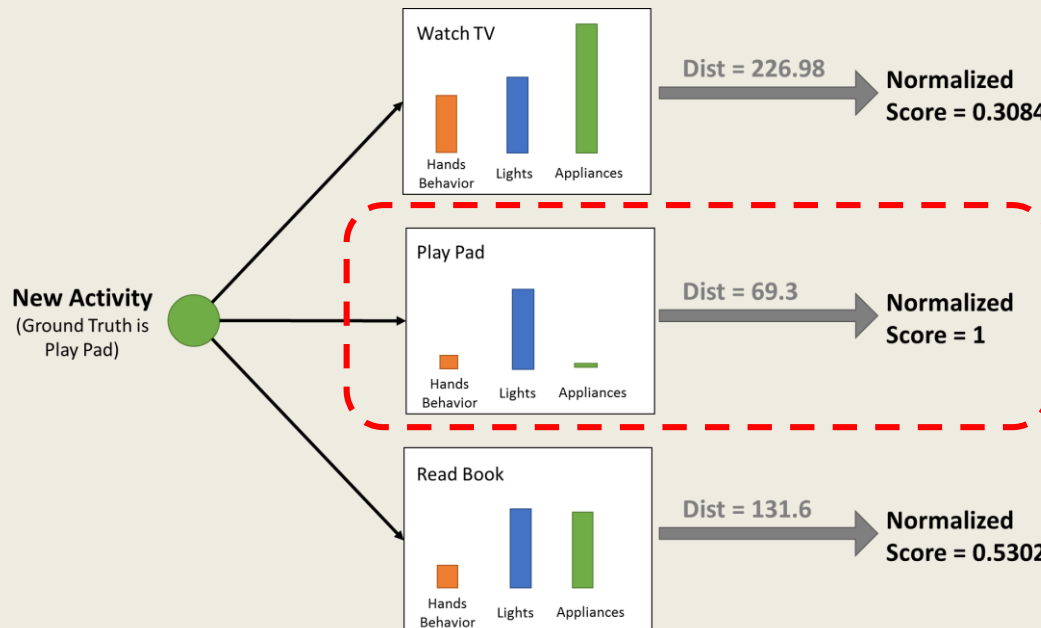 Watch TV
Hands
Behavior
Lights
Appliances
Dist = 226.98
Normalized
Score = 0.3084
New Activity
(Ground Truth is
Play Pad)
Play Pad
Hands
Behavior
Lights
Appliances
Dist = 69.3
Normalized
Score = 1
Read Book
Hands
Behavior
Lights
Appliances
Dist = 131.6
Normalized
Score = 0.5302